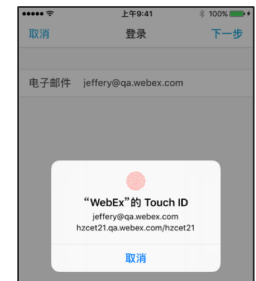 上午9:41
100%
取消
登录
下一步
电子邮件 jeffery@qa.webex.com
“WebEx”的 Touch ID
jeffery@qa.webex.com
hzcet21.qa.webex.com/hzcet21
取消